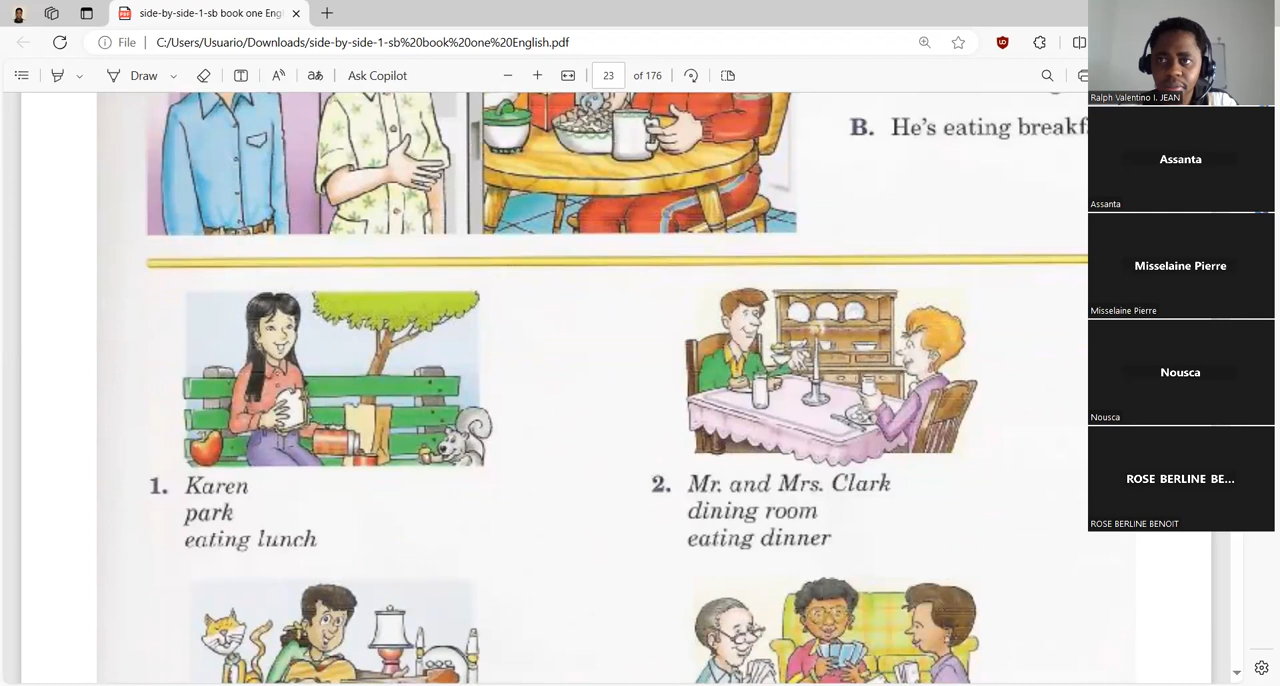 side-by-side-1-sb book one Engl
File
C:/Users/Usuario/Downloads/side-by-side-1-sb%20book%20one%20English.pdf
Draw
Ask Copilot
23
of 176
B. He's eating breakf
1. Karen
park
eating lunch
2. Mr. and Mrs. Clark
dining room
eating dinner
Ralph Valentino I. JEAN
Assanta
Assanta
Misselaine Pierre
Misselaine Pierre
Nousca
Nousca
ROSE BERLINE BE...
ROSE BERLINE BENOIT